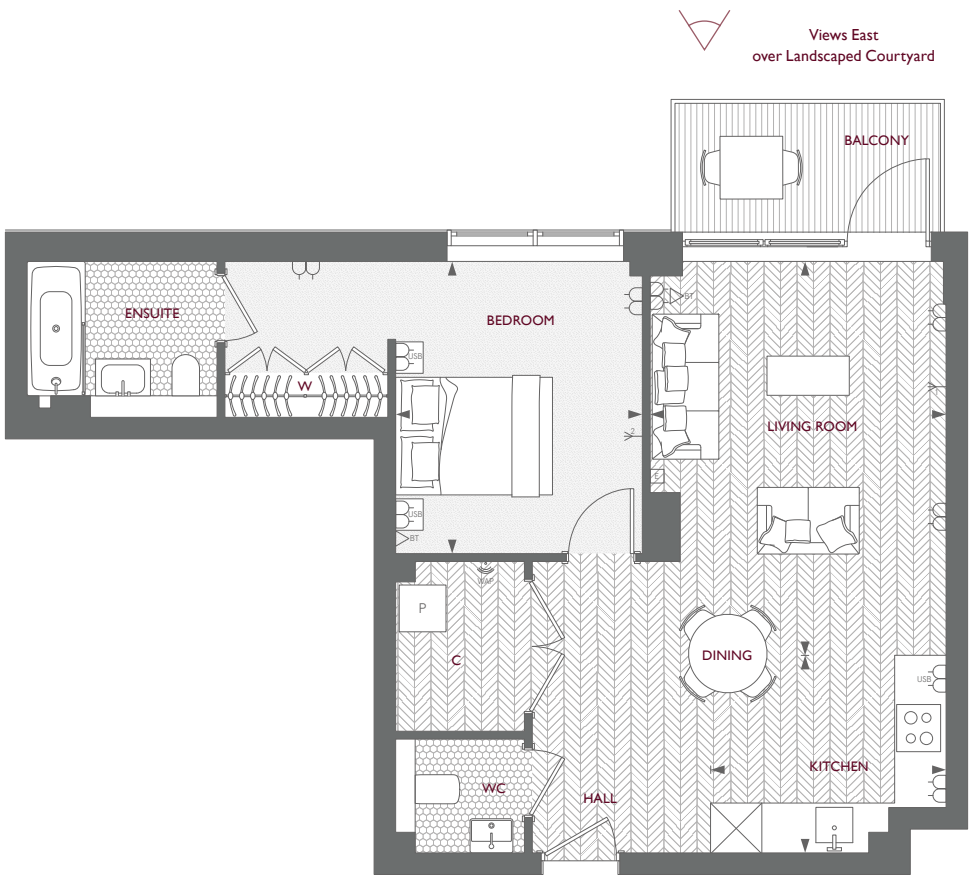 Views East
over Landscaped Courtyard
BALCONY
ENSUITE
BEDROOM
BT
USB
W
LIVING ROOM
2
E
USB
BT
WAP
P
C
DINING
USB
KITCHEN
WC
HALL